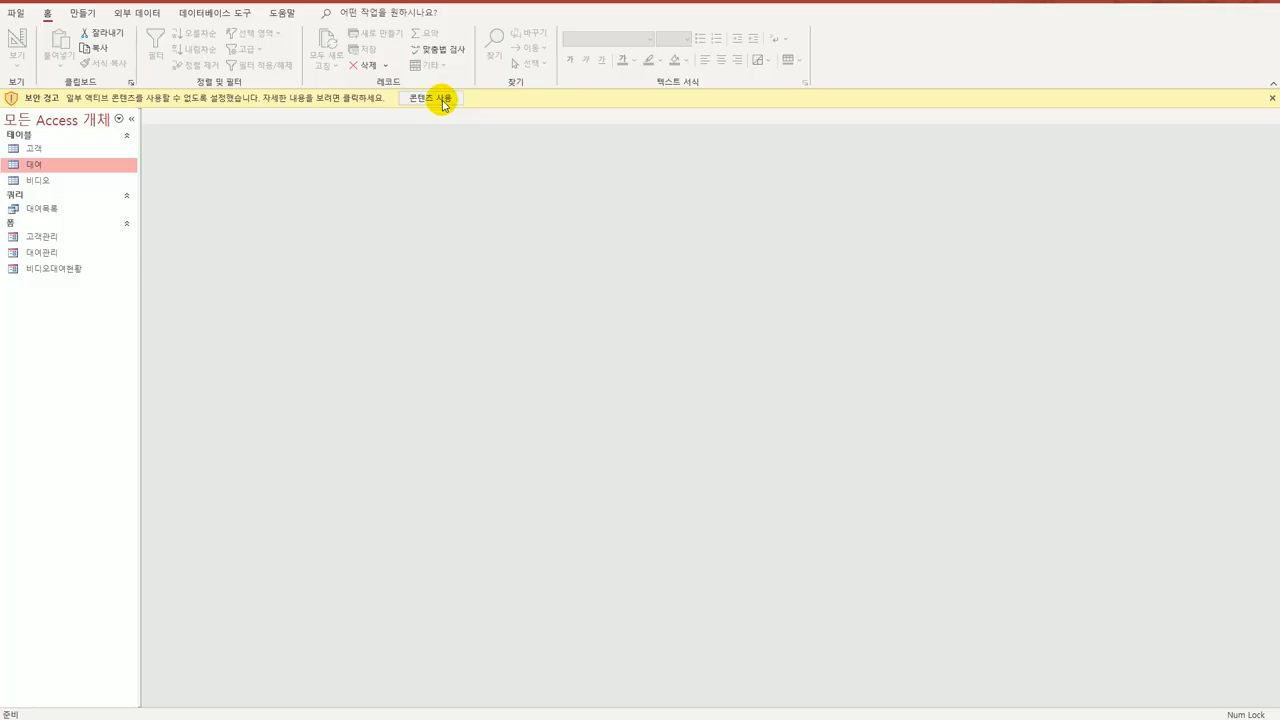 파일 홈 만들기 외부 데이터 데이터베이스 도구 도움말 어떤 작업을 원하시나요?
보기
붙여넣기
잘라내기
복사
서식 복사
필터
오름차순
내림차순
정렬 제거
선택 영역
고급
필터 적용/해제
모두 새로
고침
새로 만들기
저장
삭제
요약
맞춤법 검사
기타
찾기
바꾸기
이동
선택
가 가 가 가
보기 클립보드 정렬 및 필터 레코드 찾기 텍스트 서식
보안 경고 일부 액티브 콘텐츠를 사용할 수 없도록 설정했습니다. 자세한 내용을 보려면 클릭하세요. 콘텐츠 사용
모든 Access 개체
테이블
고객
대여
비디오
쿼리
대여목록
폼
고객관리
대여관리
비디오대여현황
준비 Num Lock